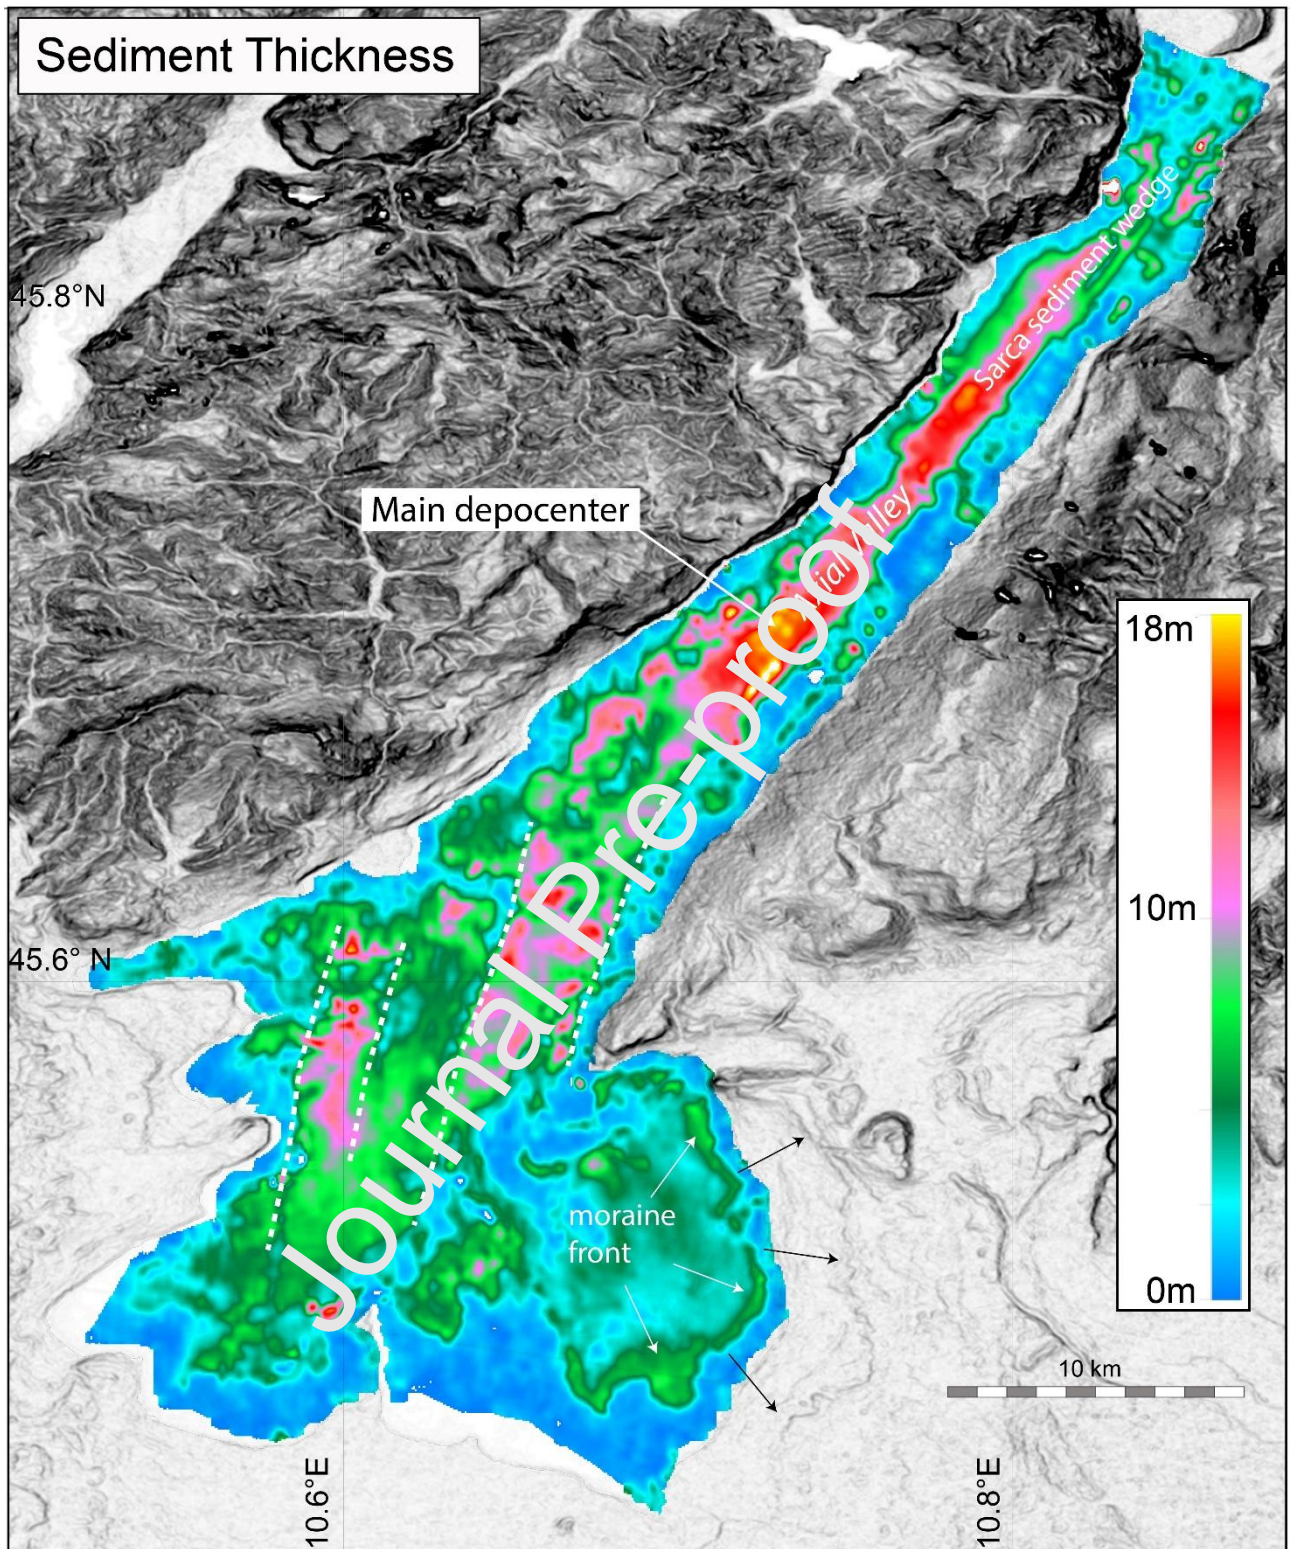 Sediment Thickness
Sarca sediment wedge
45.8°N
Main depocenter
18m
10m
45.6° N
moraine
front
0m
10 km
10.6°E
10.8°E
Journal Pre-proof